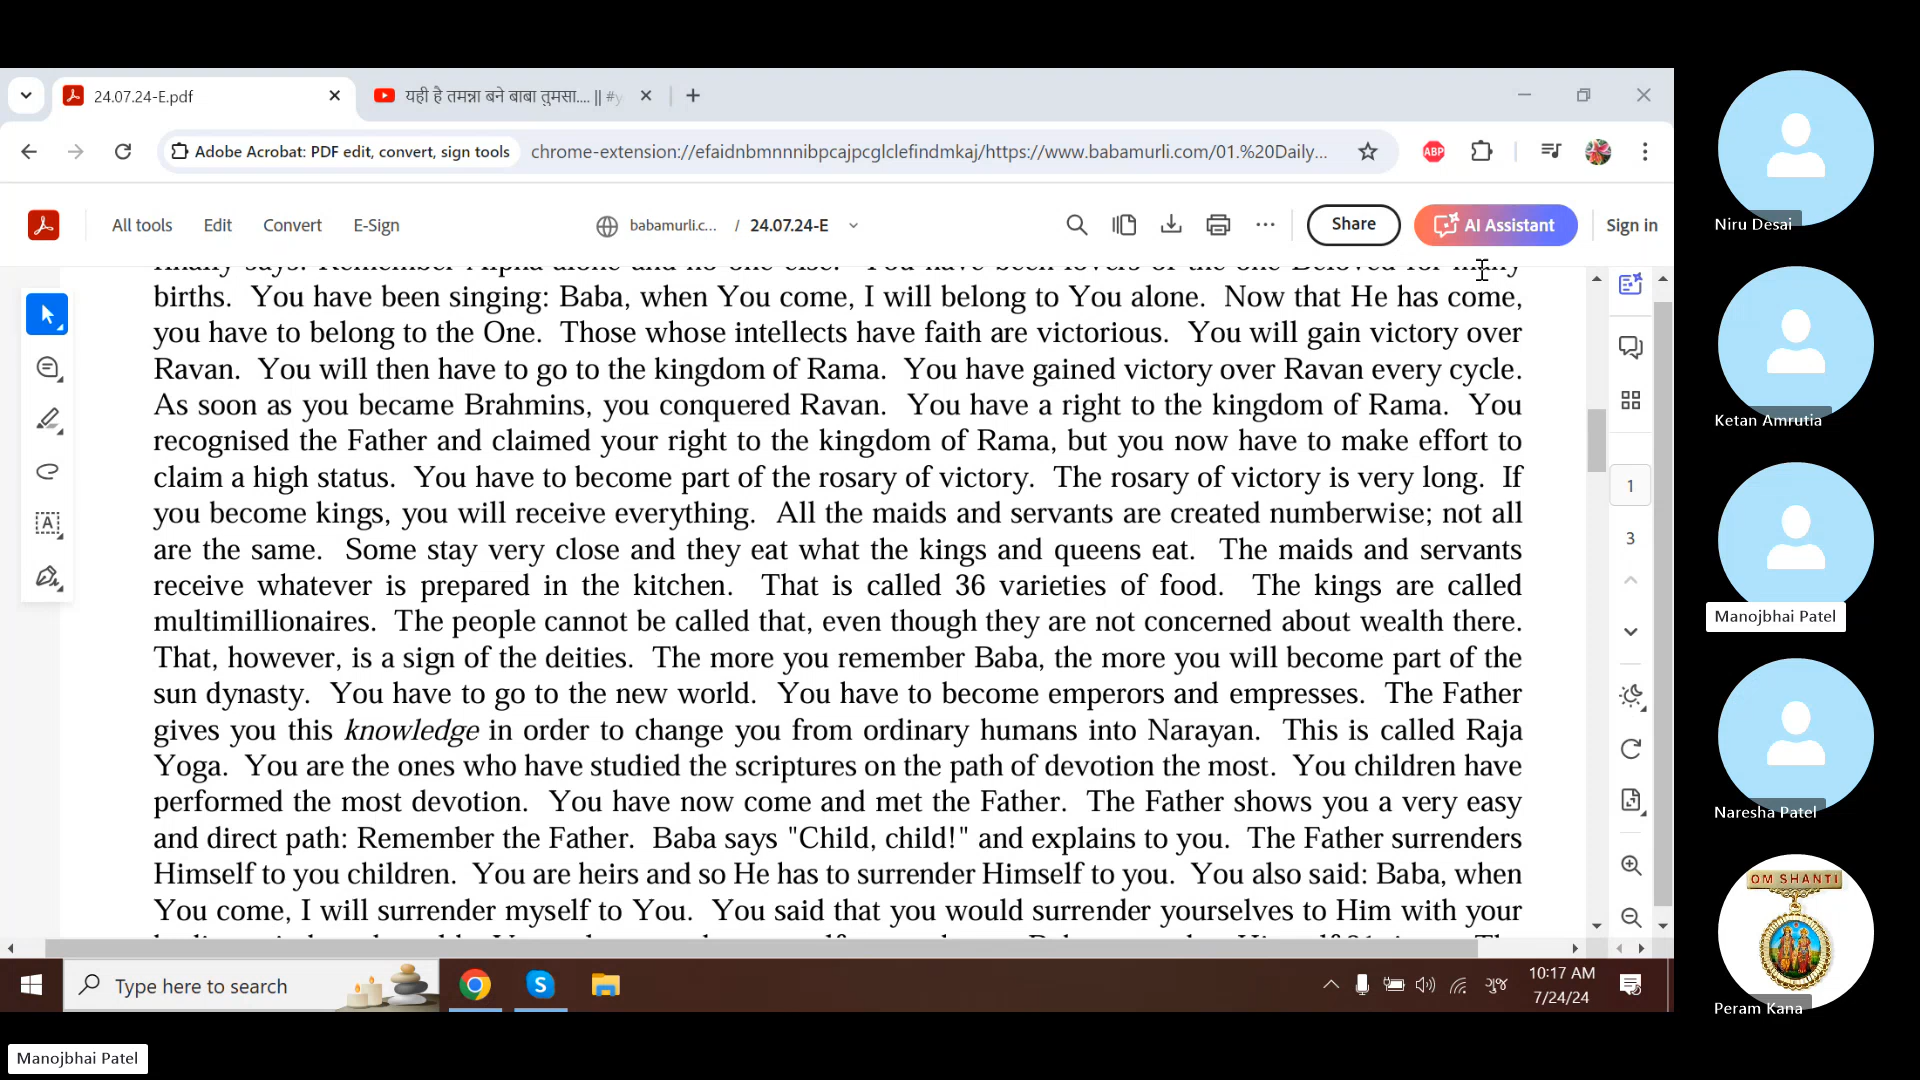 24.07.24-E.pdf
यही है तमन्ना बने बाबा तुमसा.... || #y
Adobe Acrobat: PDF edit, convert, sign tools
chrome-extension://efaidnbmnnnibpcajpcglclefindmkaj/https://www.babamurli.com/01.%20Daily...
ABP
All tools
Edit
Convert
E-Sign
babamurli.c... / 24.07.24-E
Share
AI Assistant
Sign in
finally says: Remember Alpha alone and no one else. You have been lovers of the one Beloved for many
births. You have been singing: Baba, when You come, I will belong to You alone. Now that He has come,
you have to belong to the One. Those whose intellects have faith are victorious. You will gain victory over
Ravan. You will then have to go to the kingdom of Rama. You have gained victory over Ravan every cycle.
As soon as you became Brahmins, you conquered Ravan. You have a right to the kingdom of Rama. You
recognised the Father and claimed your right to the kingdom of Rama, but you now have to make effort to
claim a high status. You have to become part of the rosary of victory. The rosary of victory is very long. If
you become kings, you will receive everything. All the maids and servants are created numberwise; not all
are the same. Some stay very close and they eat what the kings and queens eat. The maids and servants
receive whatever is prepared in the kitchen. That is called 36 varieties of food. The kings are called
multimillionaires. The people cannot be called that, even though they are not concerned about wealth there.
That, however, is a sign of the deities. The more you remember Baba, the more you will become part of the
sun dynasty. You have to go to the new world. You have to become emperors and empresses. The Father
gives you this knowledge in order to change you from ordinary humans into Narayan. This is called Raja
Yoga. You are the ones who have studied the scriptures on the path of devotion the most. You children have
performed the most devotion. You have now come and met the Father. The Father shows you a very easy
and direct path: Remember the Father. Baba says "Child, child!" and explains to you. The Father surrenders
Himself to you children. You are heirs and so He has to surrender Himself to you. You also said: Baba, when
You come, I will surrender myself to You. You said that you would surrender yourselves to Him with your
1
3
Type here to search
ગુજ
10:17 AM
7/24/24
Niru Desai
Ketan Amrutia
Manojbhai Patel
Naresha Patel
OM SHANTI
Peram Kana
Manojbhai Patel